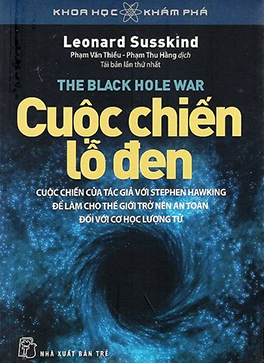 KHOA HỌC KHÁM PHÁ
Leonard Susskind
Phạm Văn Thiều - Phạm Thu Hằng dịch
Tái bản lần thứ nhất
THE BLACK HOLE WAR
Cuộc chiến
lỗ đen
CUỘC CHIẾN CỦA TÁC GIẢ VỚI STEPHEN HAWKING
ĐỂ LÀM CHO THẾ GIỚI TRỞ NÊN AN TOÀN
ĐỐI VỚI CƠ HỌC LƯỢNG TỬ
NHÀ XUẤT BẢN TRẺ